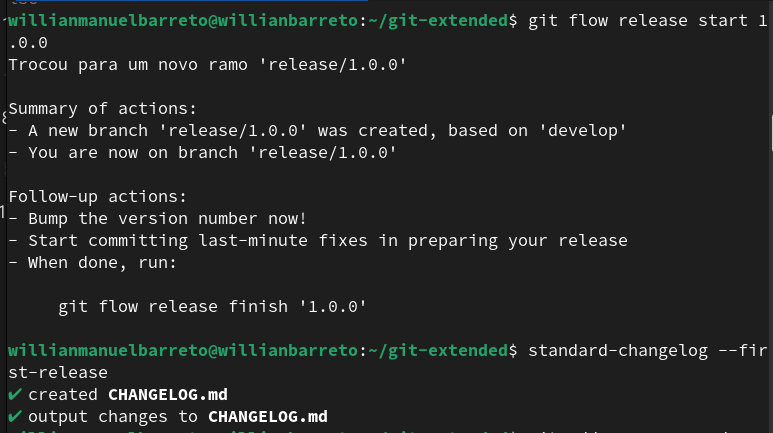 willianmanuelbarreto@willianbarreto:~/git-extended$ git flow release start 1
.0.0
Trocou para um novo ramo 'release/1.0.0'
Summary of actions:
- A new branch 'release/1.0.0' was created, based on 'develop'
- You are now on branch 'release/1.0.0'
Follow-up actions:
- Bump the version number now!
- Start committing last-minute fixes in preparing your release
- When done, run:
git flow release finish '1.0.0'
willianmanuelbarreto@willianbarreto:~/git-extended$ standard-changelog --fir
st-release
✔ created CHANGELOG.md
✔ output changes to CHANGELOG.md